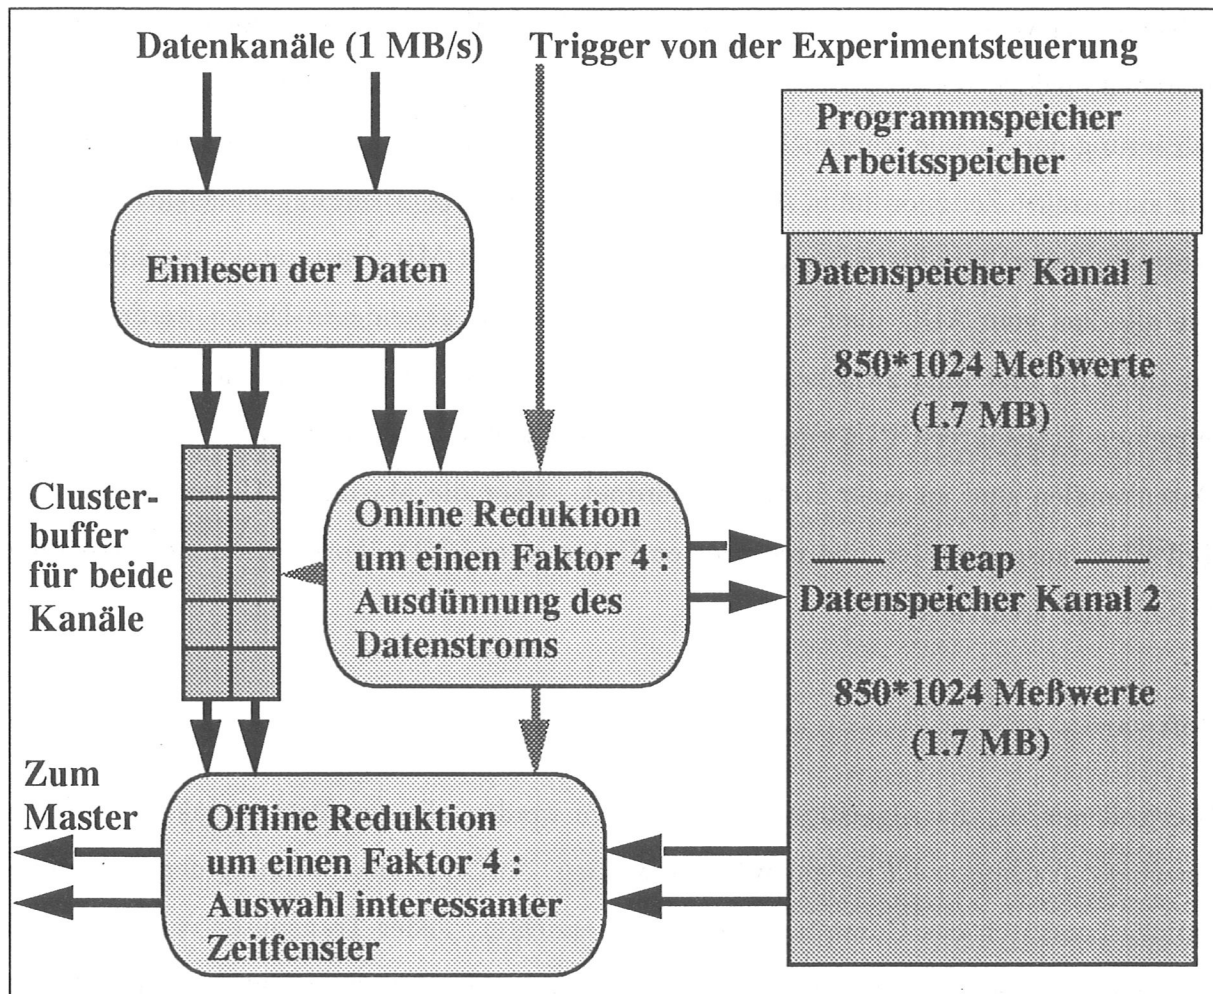 Datenkanäle (1 MB/s)
Trigger von der Experimentsteuerung
Programmspeicher
Arbeitsspeicher
Einlesen der Daten
Datenspeicher Kanal 1
850*1024 Meßwerte
(1.7 MB)
Cluster-
buffer
für beide
Kanäle
Online Reduktion
um einen Faktor 4 :
Ausdünnung des
Datenstroms
Heap
Datenspeicher Kanal 2
850*1024 Meßwerte
(1.7 MB)
Zum
Master
Offline Reduktion
um einen Faktor 4 :
Auswahl interessanter
Zeitfenster